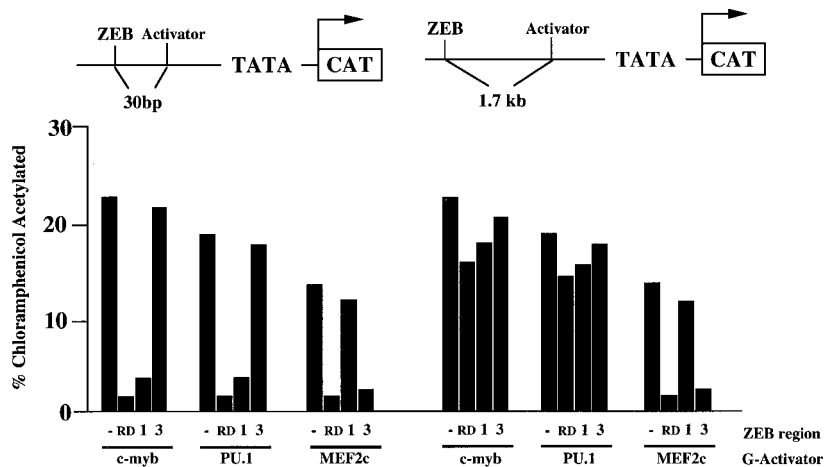 ZEB Activator ZEB Activator
TATA CAT TATA CAT
30bp 1.7 kb
% Chloramphenicol Acetylated
30
20
10
0
- RD 1 3 - RD 1 3 - RD 1 3 - RD 1 3 - RD 1 3 - RD 1 3 ZEB region
c-myb PU.1 MEF2c c-myb PU.1 MEF2c G-Activator